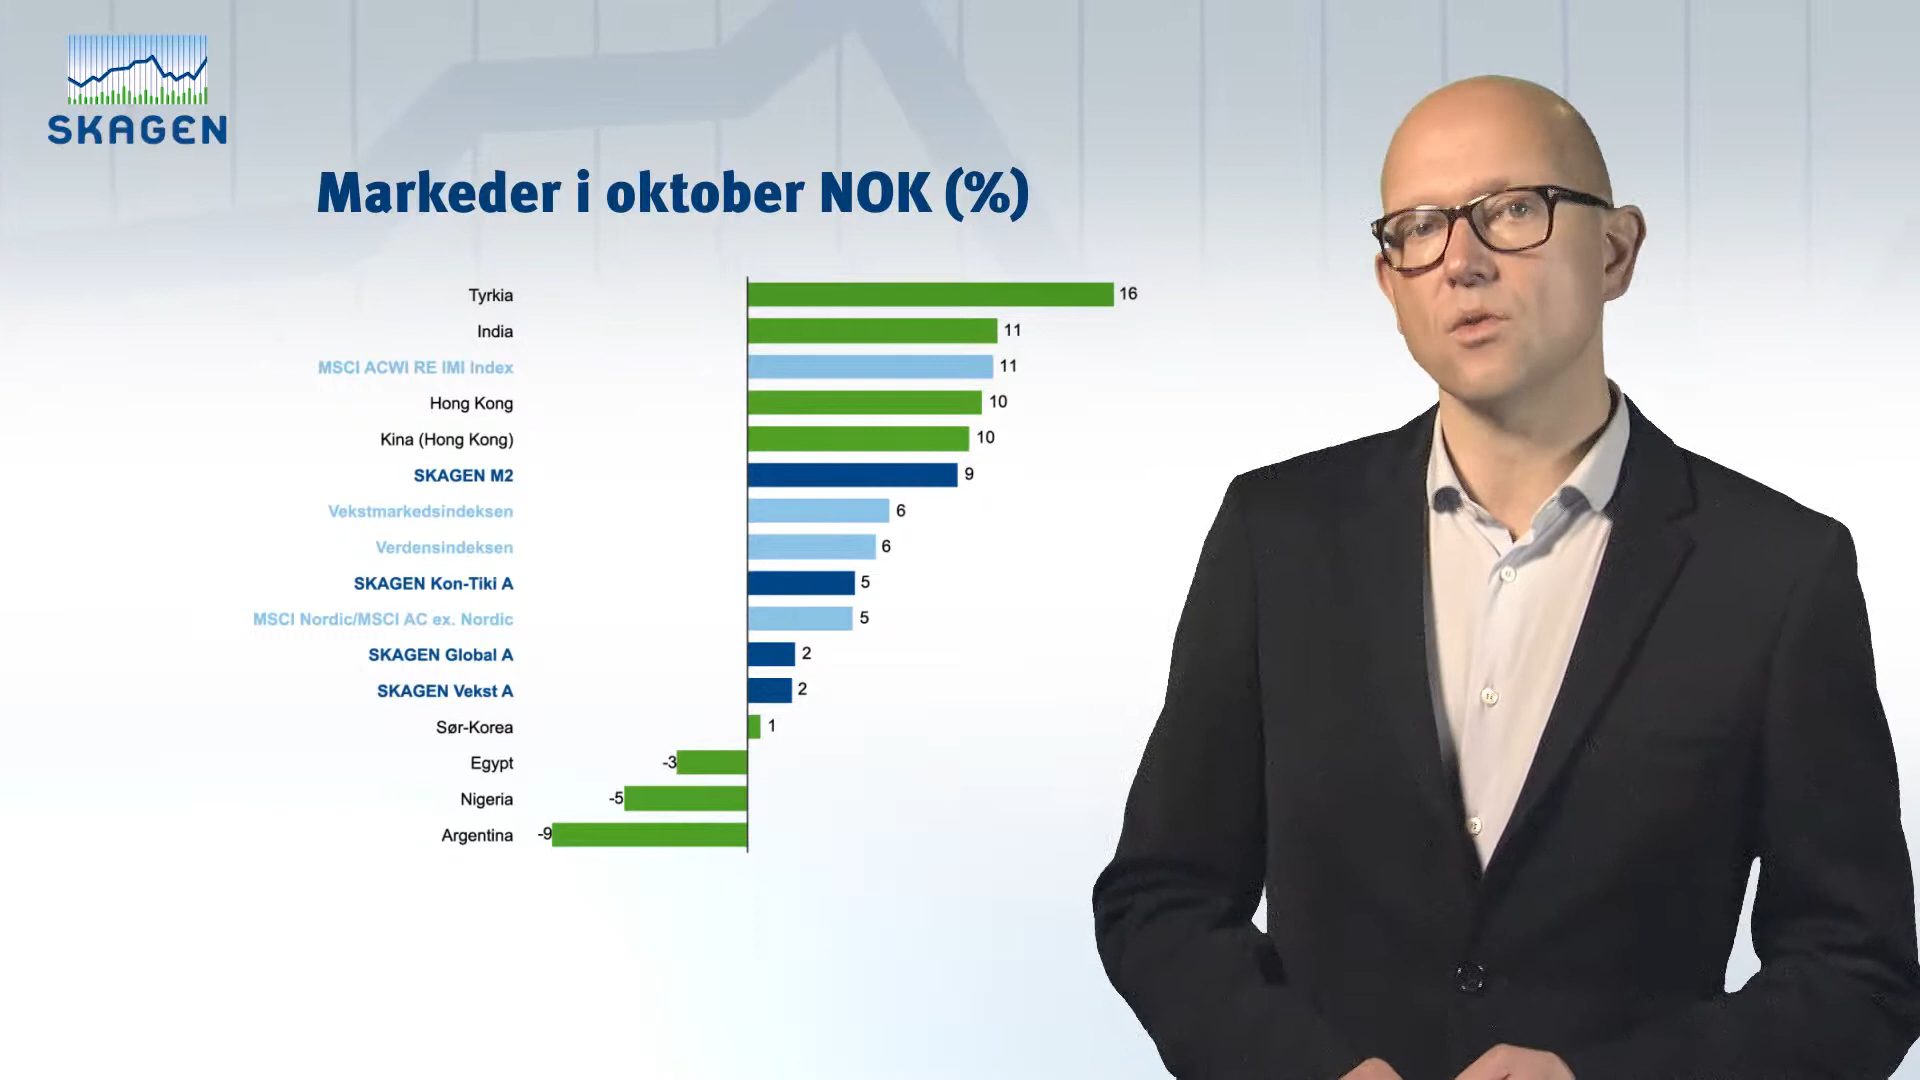 SKAGEN
Markeder i oktober NOK (%)
Tyrkia 16
India 11
MSCI ACWI RE IMI Index 11
Hong Kong 10
Kina (Hong Kong) 10
SKAGEN M2 9
Vekstmarkedsindeksen 6
Verdensindeksen 6
SKAGEN Kon-Tiki A 5
MSCI Nordic/MSCI AC ex. Nordic 5
SKAGEN Global A 2
SKAGEN Vekst A 2
Sør-Korea 1
Egypt -3
Nigeria -5
Argentina -9